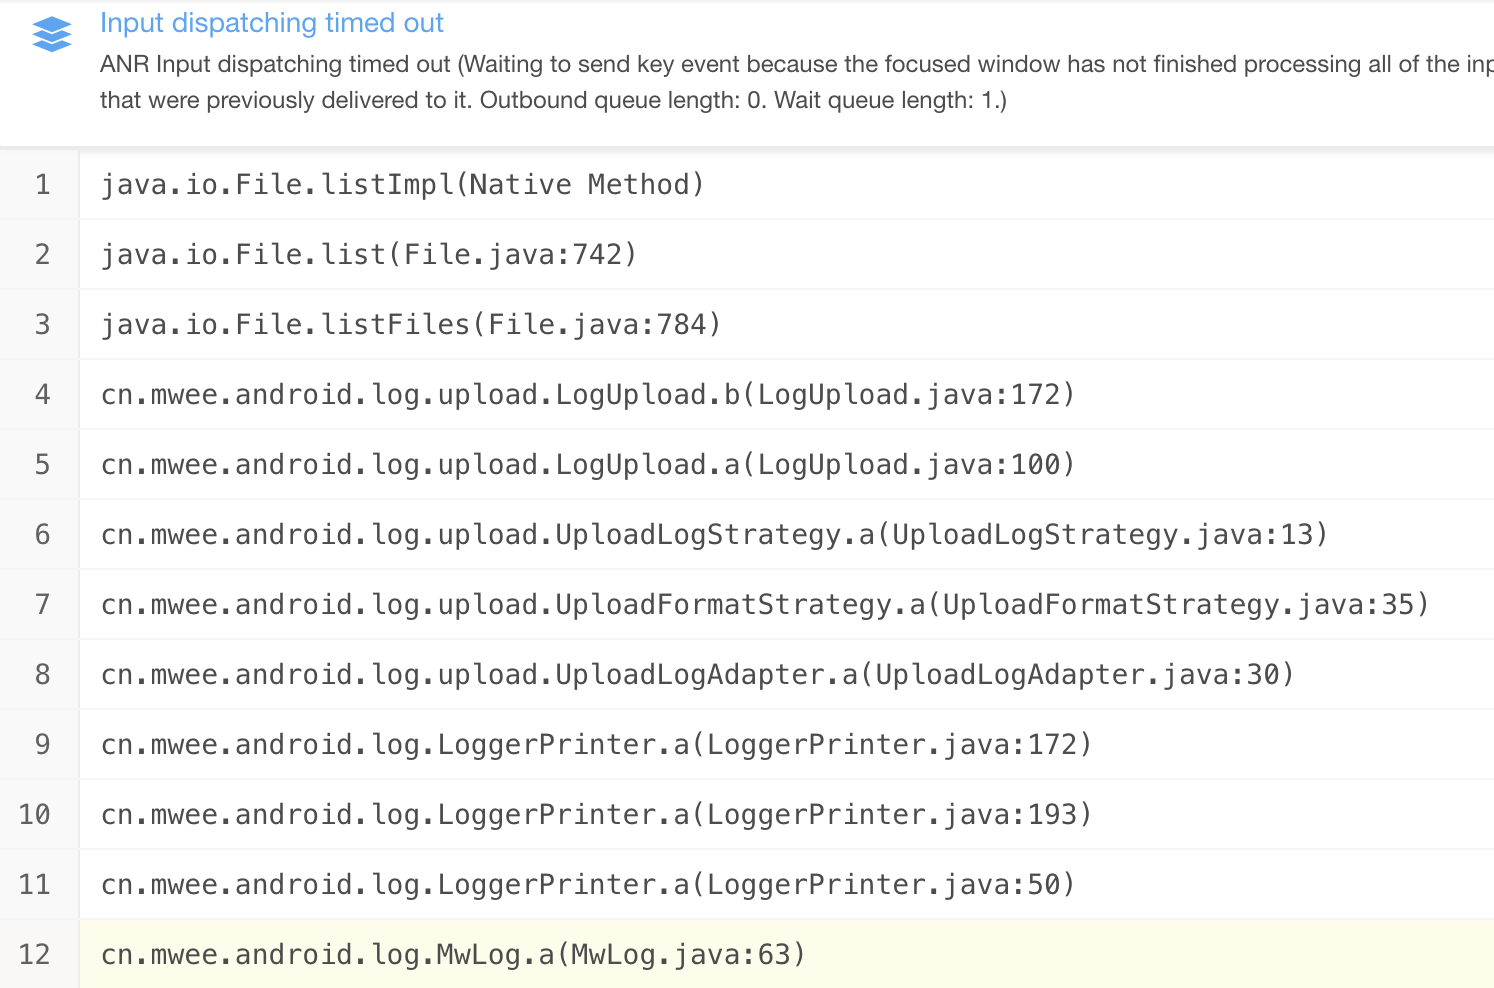 Input dispatching timed out
ANR Input dispatching timed out (Waiting to send key event because the focused window has not finished processing all of the
that were previously delivered to it. Outbound queue length: 0. Wait queue length: 1.)
1 java.io.File.listImpl(Native Method)
2 java.io.File.list(File.java:742)
3 java.io.File.listFiles(File.java:784)
4 cn.mwee.android.log.upload.LogUpload.b(LogUpload.java:172)
5 cn.mwee.android.log.upload.LogUpload.a(LogUpload.java:100)
6 cn.mwee.android.log.upload.UploadLogStrategy.a(UploadLogStrategy.java:13)
7 cn.mwee.android.log.upload.UploadFormatStrategy.a(UploadFormatStrategy.java:35)
8 cn.mwee.android.log.upload.UploadLogAdapter.a(UploadLogAdapter.java:30)
9 cn.mwee.android.log.LoggerPrinter.a(LoggerPrinter.java:172)
10 cn.mwee.android.log.LoggerPrinter.a(LoggerPrinter.java:193)
11 cn.mwee.android.log.LoggerPrinter.a(LoggerPrinter.java:50)
12 cn.mwee.android.log.MwLog.a(MwLog.java:63)